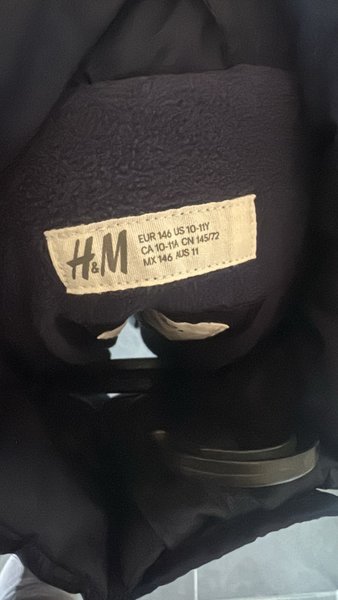 H&M
EUR 146 US 10-11Y
CA 10-11A CN 145/72
MX 146 AUS 11